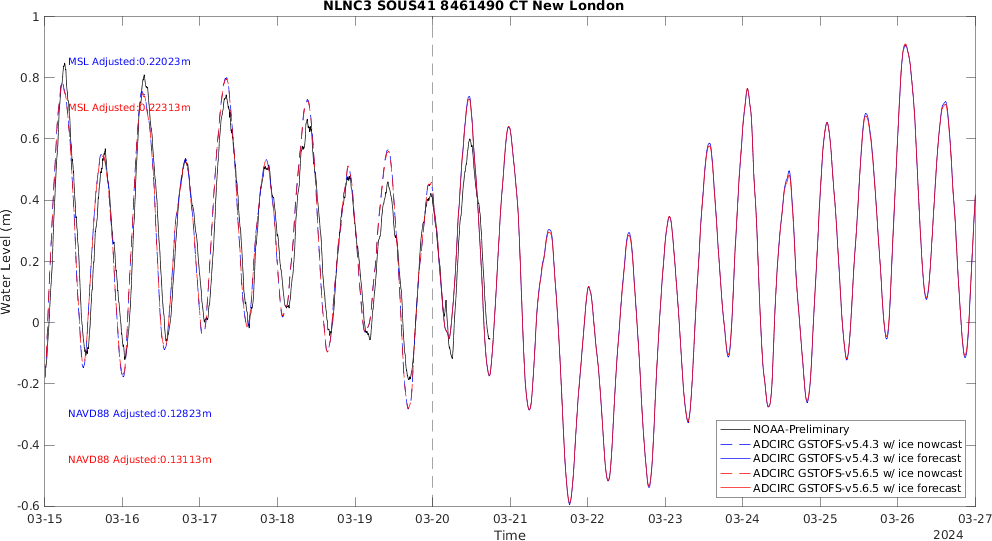 NLNC3 SOUS41 8461490 CT New London
Water Level (m)
1
0.8
0.6
0.4
0.2
0
-0.2
-0.4
-0.6
MSL Adjusted:0.22023m
MSL Adjusted:0.22313m
NAVD88 Adjusted:0.12823m
NAVD88 Adjusted:0.13113m
NOAA-Preliminary
ADCIRC GSTOFS-v5.4.3 w/ ice nowcast
ADCIRC GSTOFS-v5.4.3 w/ ice forecast
ADCIRC GSTOFS-v5.6.5 w/ ice nowcast
ADCIRC GSTOFS-v5.6.5 w/ ice forecast
03-15 03-16 03-17 03-18 03-19 03-20 03-21 03-22 03-23 03-24 03-25 03-26 03-27
Time
2024